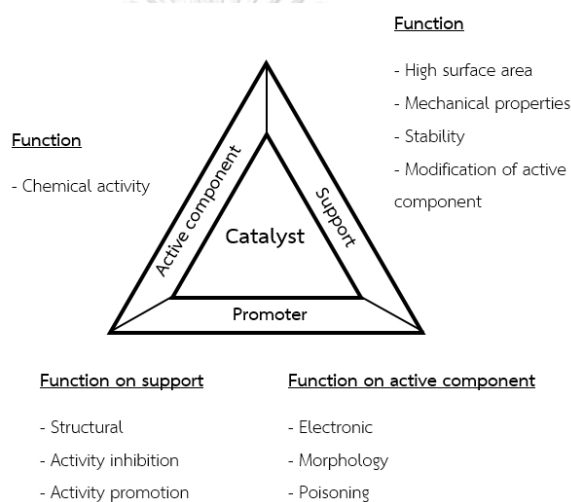 Function
- High surface area
- Mechanical properties
- Stability
- Modification of active
component
Function
- Chemical activity
Active component
Support
Catalyst
Promoter
Function on support
- Structural
- Activity inhibition
- Activity promotion
Function on active component
- Electronic
- Morphology
- Poisoning